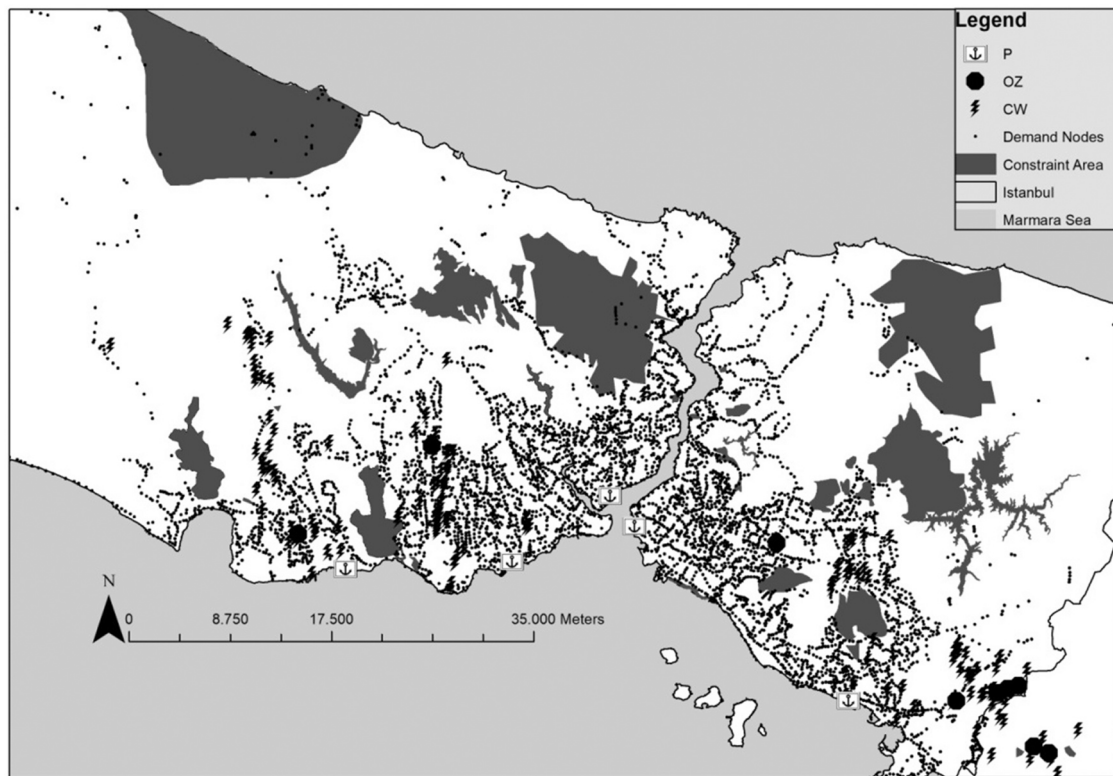 Legend
P
OZ
CW
Demand Nodes
Constraint Area
Istanbul
Marmara Sea
N
0 8.750 17.500 35.000 Meters